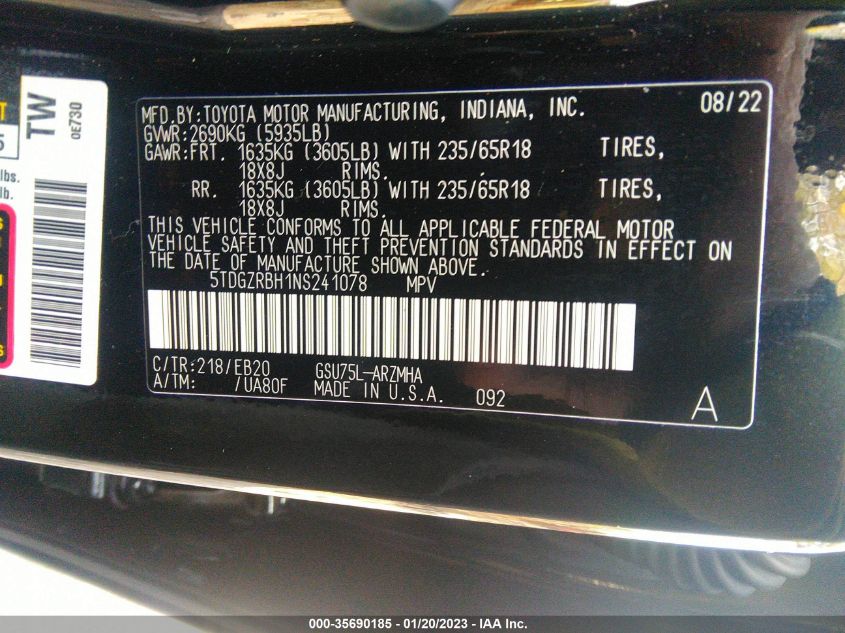 T
TW
0E730
5
lbs.
lb.
MFD.BY:TOYOTA MOTOR MANUFACTURING, INDIANA, INC. 08/22
GVWR:2690KG (5935LB)
GAWR:FRT. 1635KG (3605LB) WITH 235/65R18 TIRES,
18X8J RIMS.
RR. 1635KG (3605LB) WITH 235/65R18 TIRES,
18X8J RIMS.
THIS VEHICLE CONFORMS TO ALL APPLICABLE FEDERAL MOTOR
VEHICLE SAFETY AND THEFT PREVENTION STANDARDS IN EFFECT ON
THE DATE OF MANUFACTURE SHOWN ABOVE.
5TDGZRBH1NS241078 MPV
C/TR:218/EB20 GSU75L-ARZMHA
A/TM: /UA80F MADE IN U.S.A. 092
A
000-35690185 - 01/20/2023 - IAA Inc.